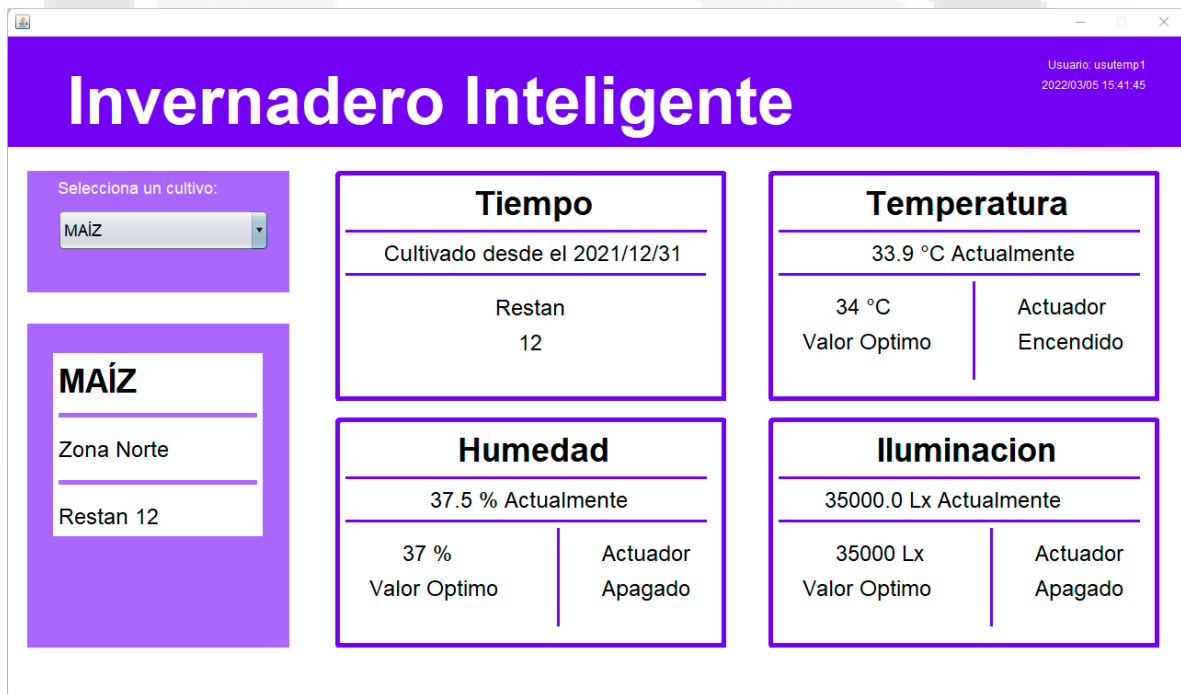 Invernadero Inteligente
Usuario: usutemp1
2022/03/05 15:41:45
Selecciona un cultivo:
MAÍZ
MAÍZ
Zona Norte
Restan 12
Tiempo
Cultivado desde el 2021/12/31
Restan
12
Temperatura
33.9 °C Actualmente
34 °C
Valor Optimo
Actuador
Encendido
Humedad
37.5 % Actualmente
37 %
Valor Optimo
Actuador
Apagado
Iluminacion
35000.0 Lx Actualmente
35000 Lx
Valor Optimo
Actuador
Apagado